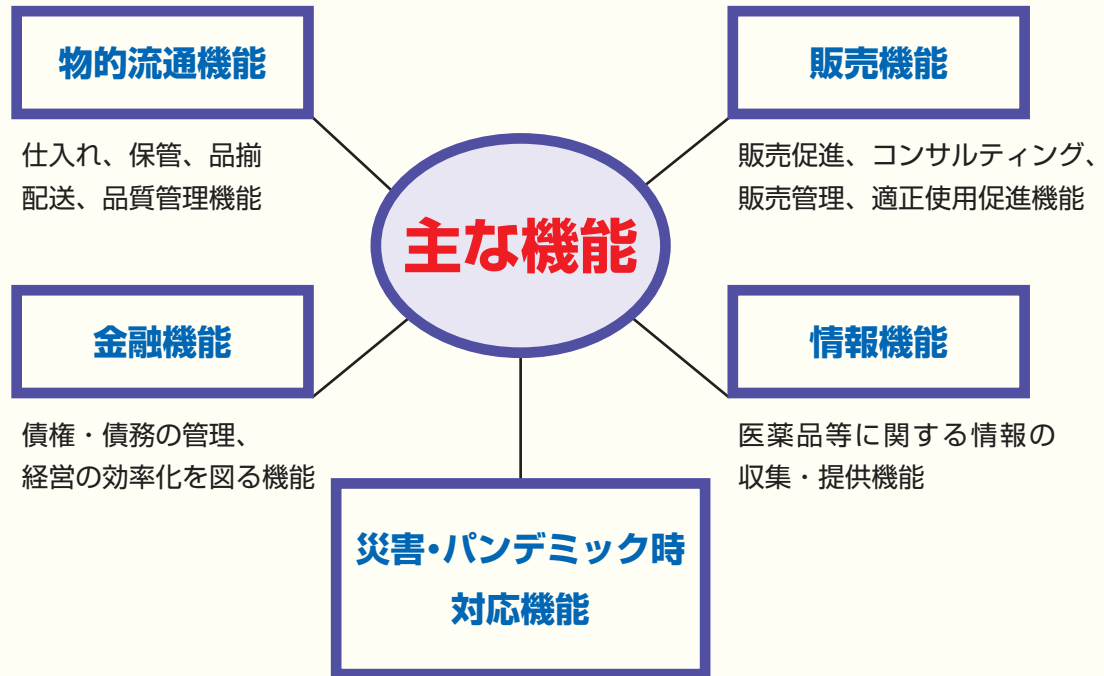 物的流通機能
仕入れ、保管、品揃
配送、品質管理機能
販売機能
販売促進、コンサルティング、
販売管理、適正使用促進機能
主な機能
金融機能
債権・債務の管理、
経営の効率化を図る機能
情報機能
医薬品等に関する情報の
収集・提供機能
災害・パンデミック時
対応機能